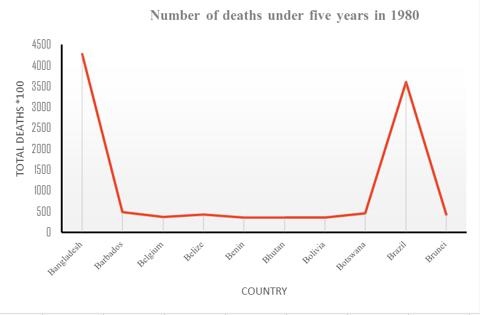 Number of deaths under five years in 1980
TOTAL DEATHS *100
4500
4000
3500
3000
2500
2000
1500
1000
500
0
Bangladesh
Barbados
Belgium
Belize
Benin
Bhutan
Bolivia
Botswana
Brazil
Brunei
COUNTRY